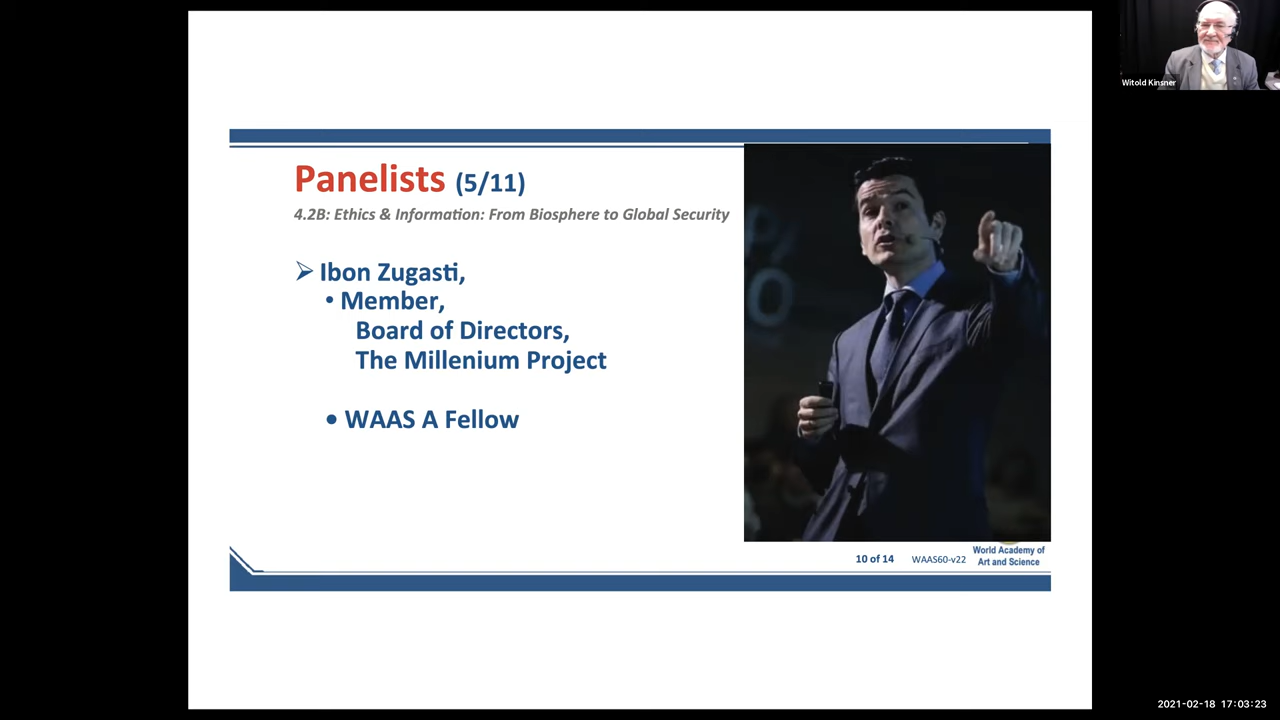 Witold Kinsner
Panelists (5/11)
4.2B: Ethics & Information: From Biosphere to Global Security
➢ Ibon Zugasti,
• Member,
Board of Directors,
The Millenium Project
• WAAS A Fellow
10 of 14 WAAS60-v22
World Academy of
Art and Science
2021-02-18 17:03:23